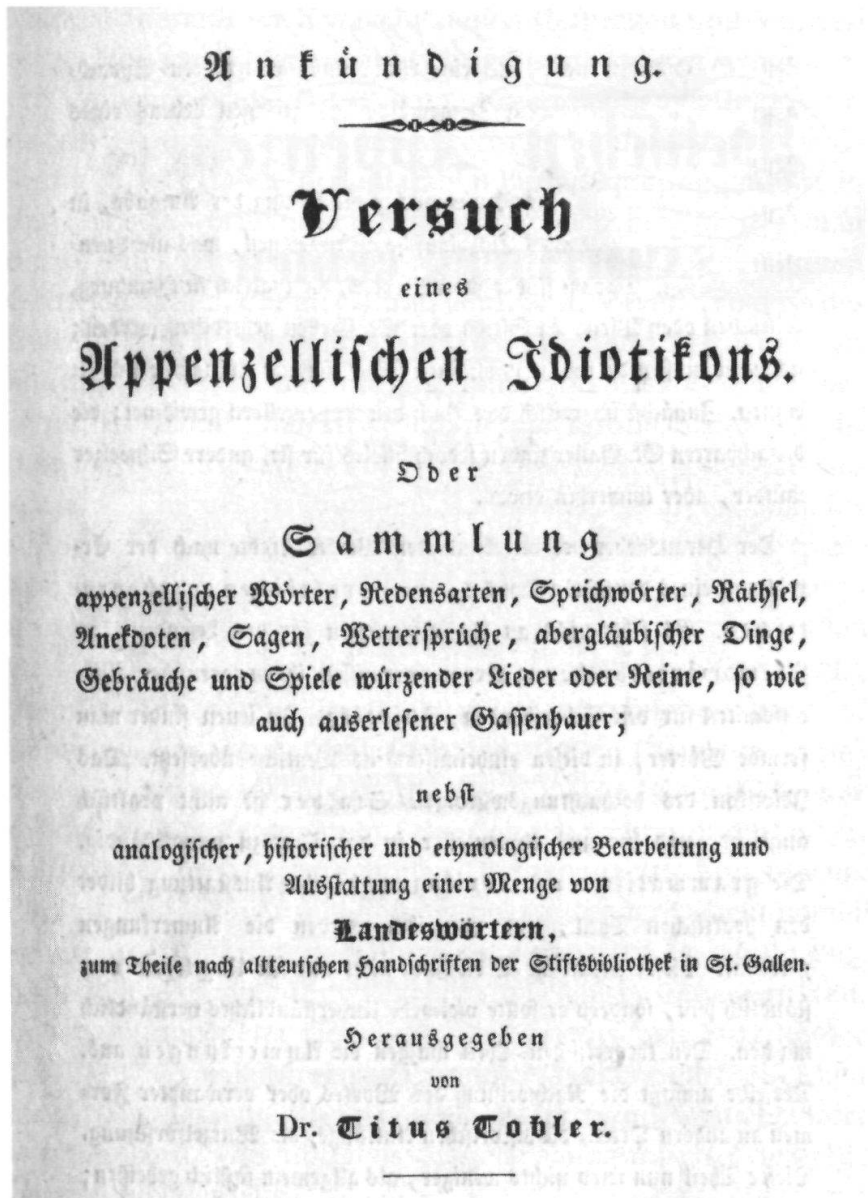 Ankündigung.
Versuch
eines
Appenzellischen Idiotikons.
Oder
Sammlung
appenzellischer Wörter, Redensarten, Sprichwörter, Räthsel,
Anekdoten, Sagen, Wettersprüche, abergläubischer Dinge,
Gebräuche und Spiele würzender Lieder oder Reime, so wie
auch auserlesener Gassenhauer;
nebst
analogischer, historischer und etymologischer Bearbeitung und
Ausstattung einer Menge von
Landeswörtern,
zum Theile nach altteutschen Handschriften der Stiftsbibliothek in St. Gallen.
Herausgegeben
von
Dr. Titus Tobler.